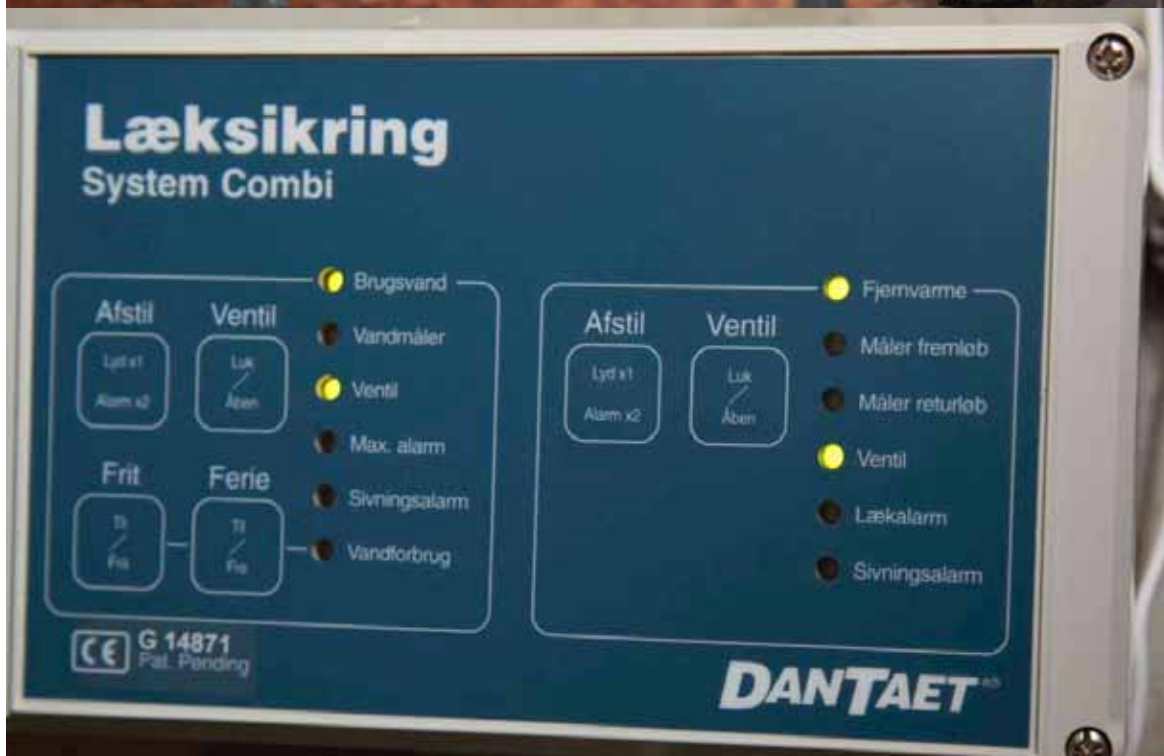 Læksikring
System Combi
Brugsvand
Afstil
Ventil
Vandmåler
Lyd x1
Alarm x2
Luk
Åben
Ventil
Max. alarm
Frit
Ferie
Sivningsalarm
Til
Fra
Til
Fra
Vandforbrug
Fjernvarme
Afstil
Ventil
Måler fremløb
Lyd x1
Alarm x2
Luk
Åben
Måler returløb
Ventil
Lækalarm
Sivningsalarm
CE G 14871
Pat. Pending
DANTAET